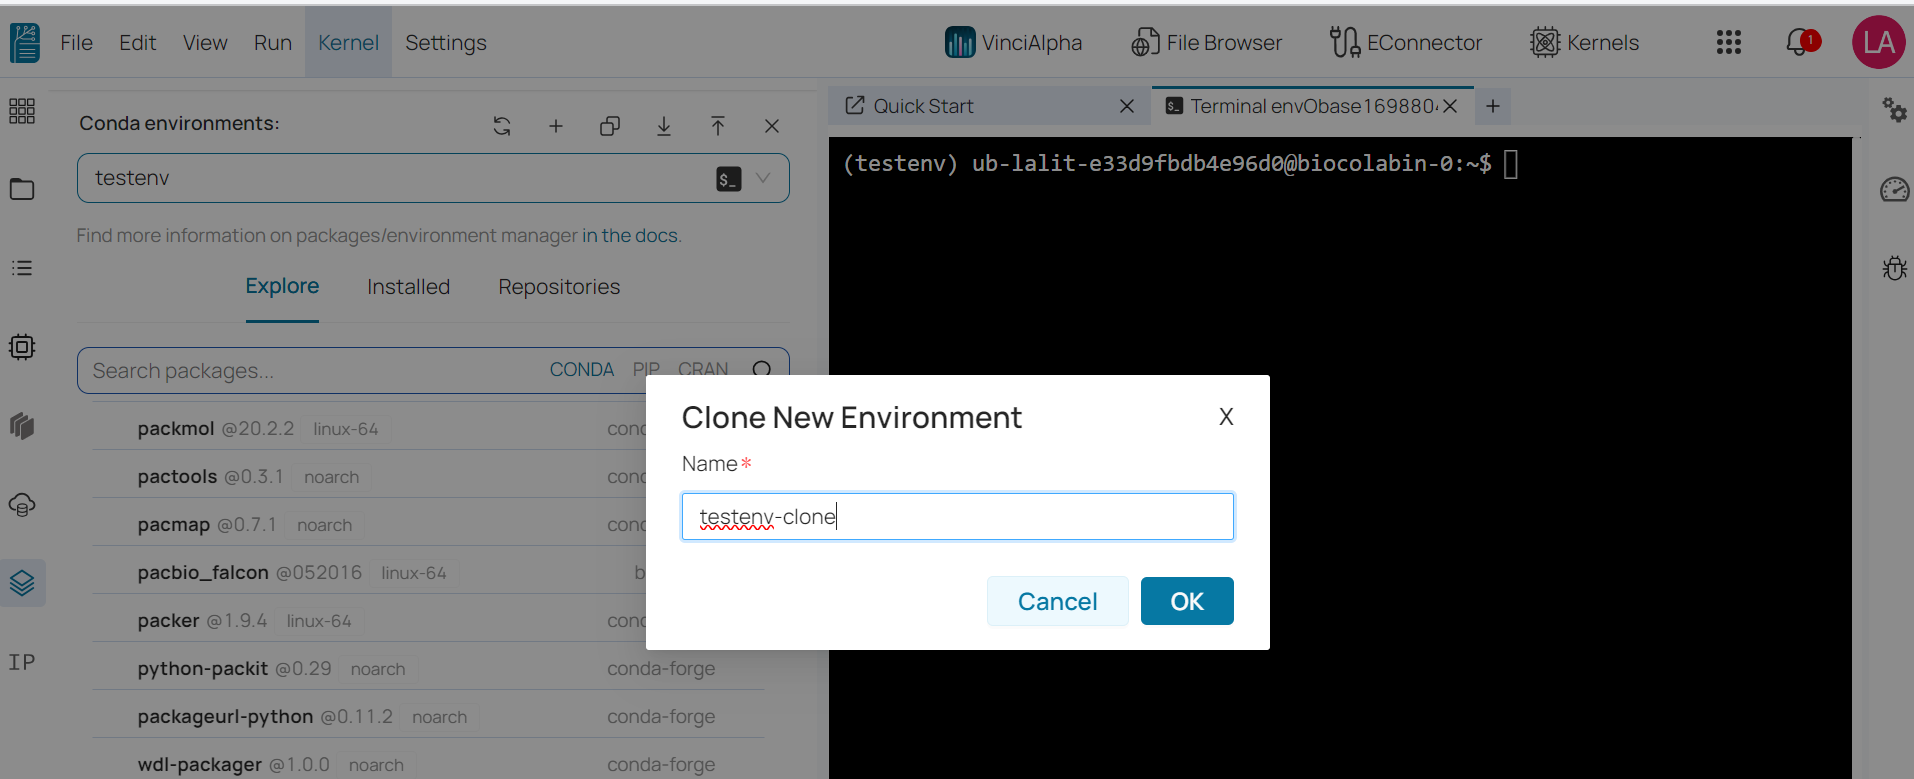 File Edit View Run Kernel Settings VinciAlpha File Browser EConnector Kernels 1 LA
Conda environments:
Quick Start
Terminal envObase169880
testenv $_
(testenv) ub-lalit-e33d9fbdb4e96d0@biocolabin-0:~$
Find more information on packages/environment manager in the docs.
Explore Installed Repositories
Search packages... CONDA PIP CRAN
packmol @20.2.2 linux-64
pactools @0.3.1 noarch
pacmap @0.7.1 noarch
pacbio_falcon @052016 linux-64
packer @1.9.4 linux-64
IP
python-packit @0.29 noarch conda-forge
packageurl-python @0.11.2 noarch conda-forge
wdl-packager @1.0.0 noarch conda-forge
Clone New Environment X
Name*
testenv-clone
Cancel OK